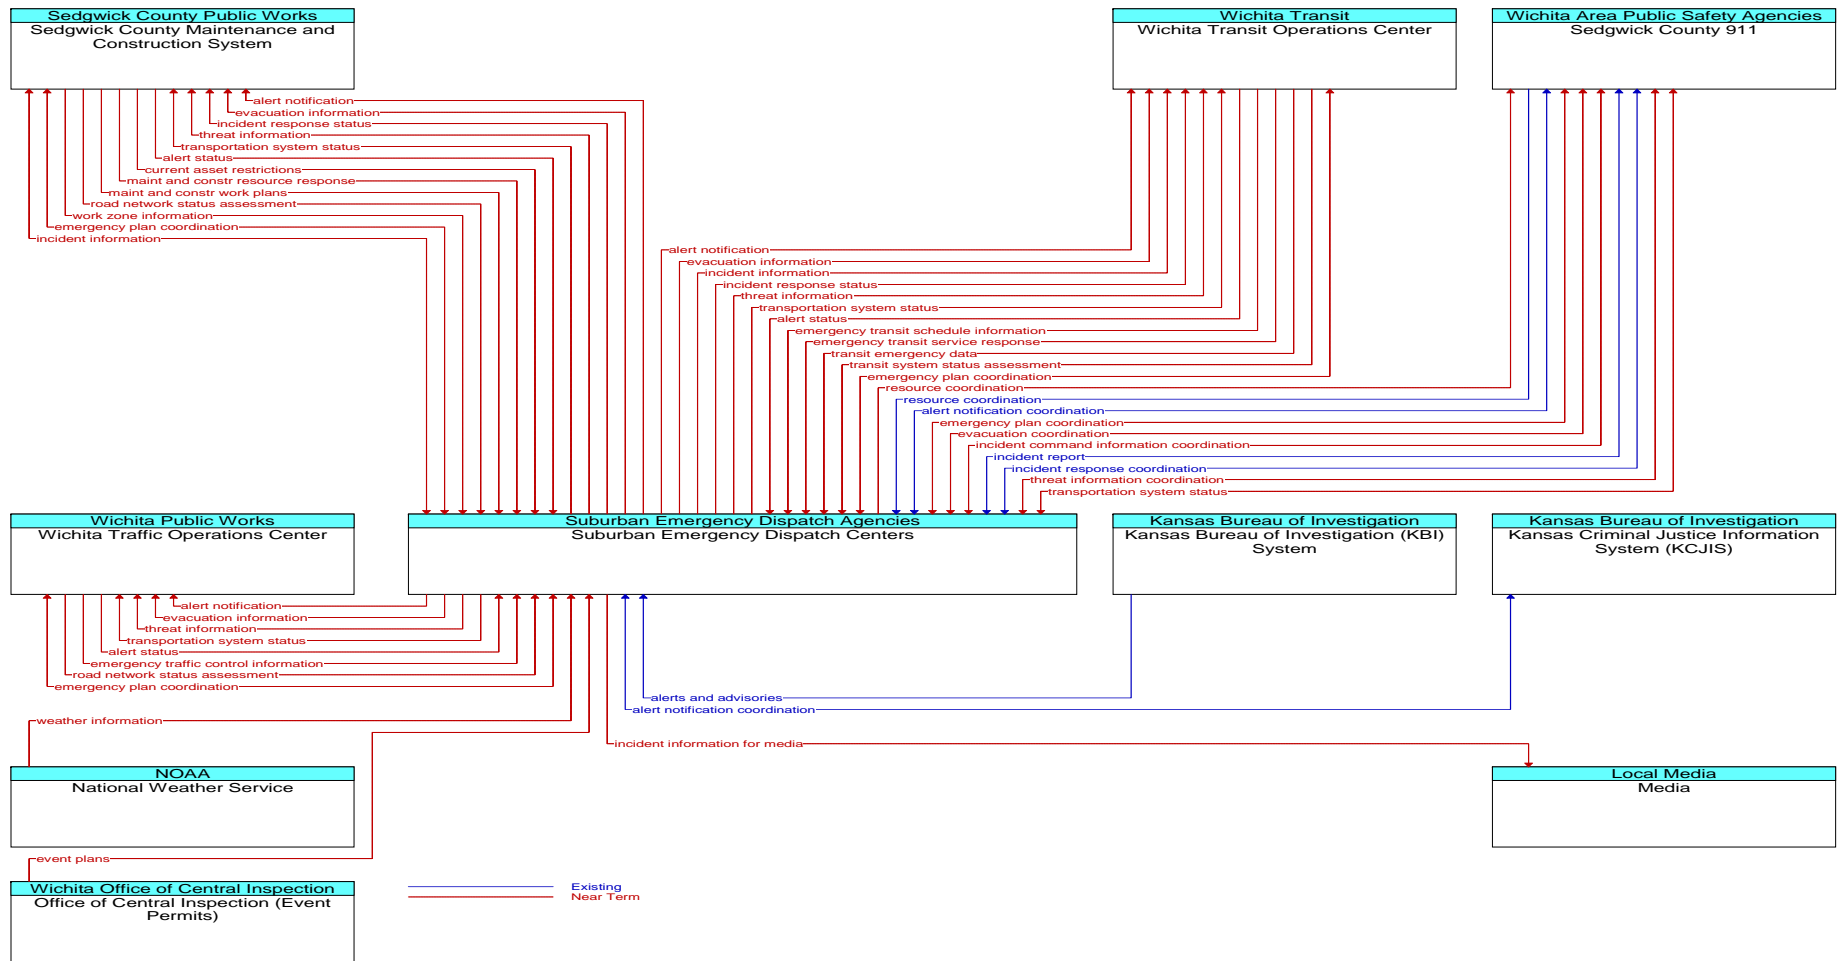 Sedgwick County Public Works
Sedgwick County Maintenance and
Construction System
Wichita Transit
Wichita Transit Operations Center
Wichita Area Public Safety Agencies
Sedgwick County 911
alert notification
evacuation information
incident response status
threat information
transportation system status
alert status
current asset restrictions
maint and constr resource response
maint and constr work plans
road network status assessment
work zone information
emergency plan coordination
incident information
alert notification
evacuation information
incident information
incident response status
threat information
transportation system status
alert status
emergency transit schedule information
emergency transit service response
transit emergency data
transit system status assessment
emergency plan coordination
resource coordination
resource coordination
alert notification coordination
emergency plan coordination
evacuation coordination
incident command information coordination
incident report
incident response coordination
threat information coordination
transportation system status
Wichita Public Works
Wichita Traffic Operations Center
Suburban Emergency Dispatch Agencies
Suburban Emergency Dispatch Centers
Kansas Bureau of Investigation
Kansas Bureau of Investigation (KBI)
System
Kansas Bureau of Investigation
Kansas Criminal Justice Information
System (KCJIS)
alert notification
evacuation information
threat information
transportation system status
alert status
emergency traffic control information
road network status assessment
emergency plan coordination
alerts and advisories
alert notification coordination
weather information
incident information for media
NOAA
National Weather Service
Local Media
Media
event plans
Wichita Office of Central Inspection
Office of Central Inspection (Event
Permits)
Existing
Near Term